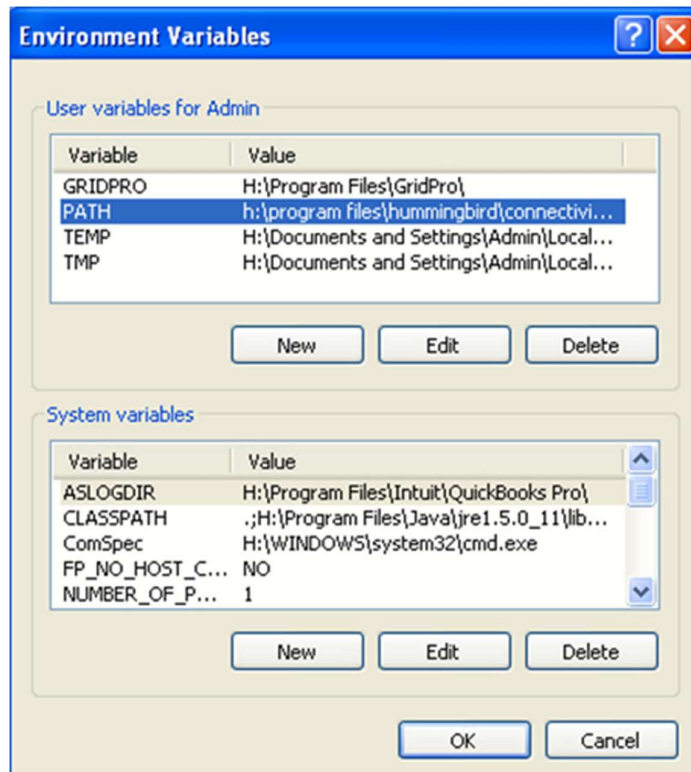 Environment Variables
User variables for Admin
Variable Value
GRIDPRO H:\Program Files\GridPro\
PATH h:\program files\hummingbird\connectivi...
TEMP H:\Documents and Settings\Admin\Local...
TMP H:\Documents and Settings\Admin\Local...
New Edit Delete
System variables
Variable Value
ASLOGDIR H:\Program Files\Intuit\QuickBooks Pro\
CLASSPATH .;H:\Program Files\Java\jre1.5.0_11\lib...
ComSpec H:\WINDOWS\system32\cmd.exe
FP_NO_HOST_C... NO
NUMBER_OF_P... 1
New Edit Delete
OK Cancel